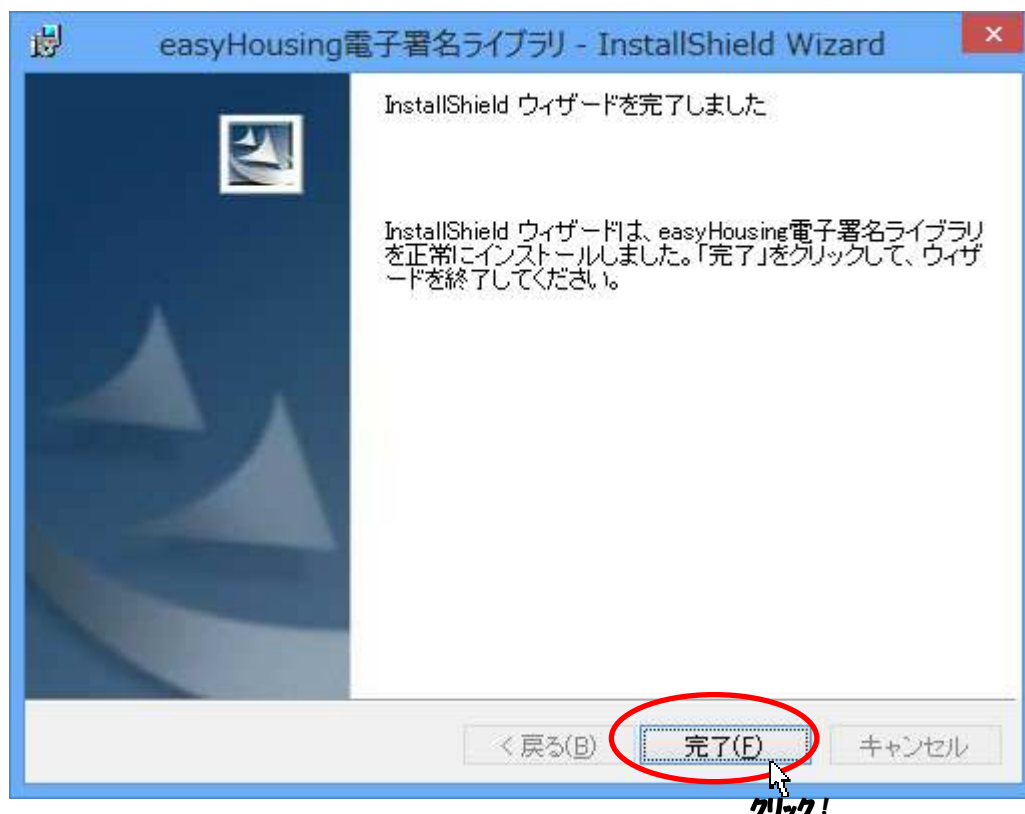 easyHousing電子署名ライブラリ - InstallShield Wizard
InstallShield ウィザードを完了しました
InstallShield ウィザードは、easyHousing電子署名ライブラリ
を正常にインストールしました。「完了」をクリックして、ウィザ
ードを終了してください。
< 戻る(B)
完了(F)
キャンセル
クリック！